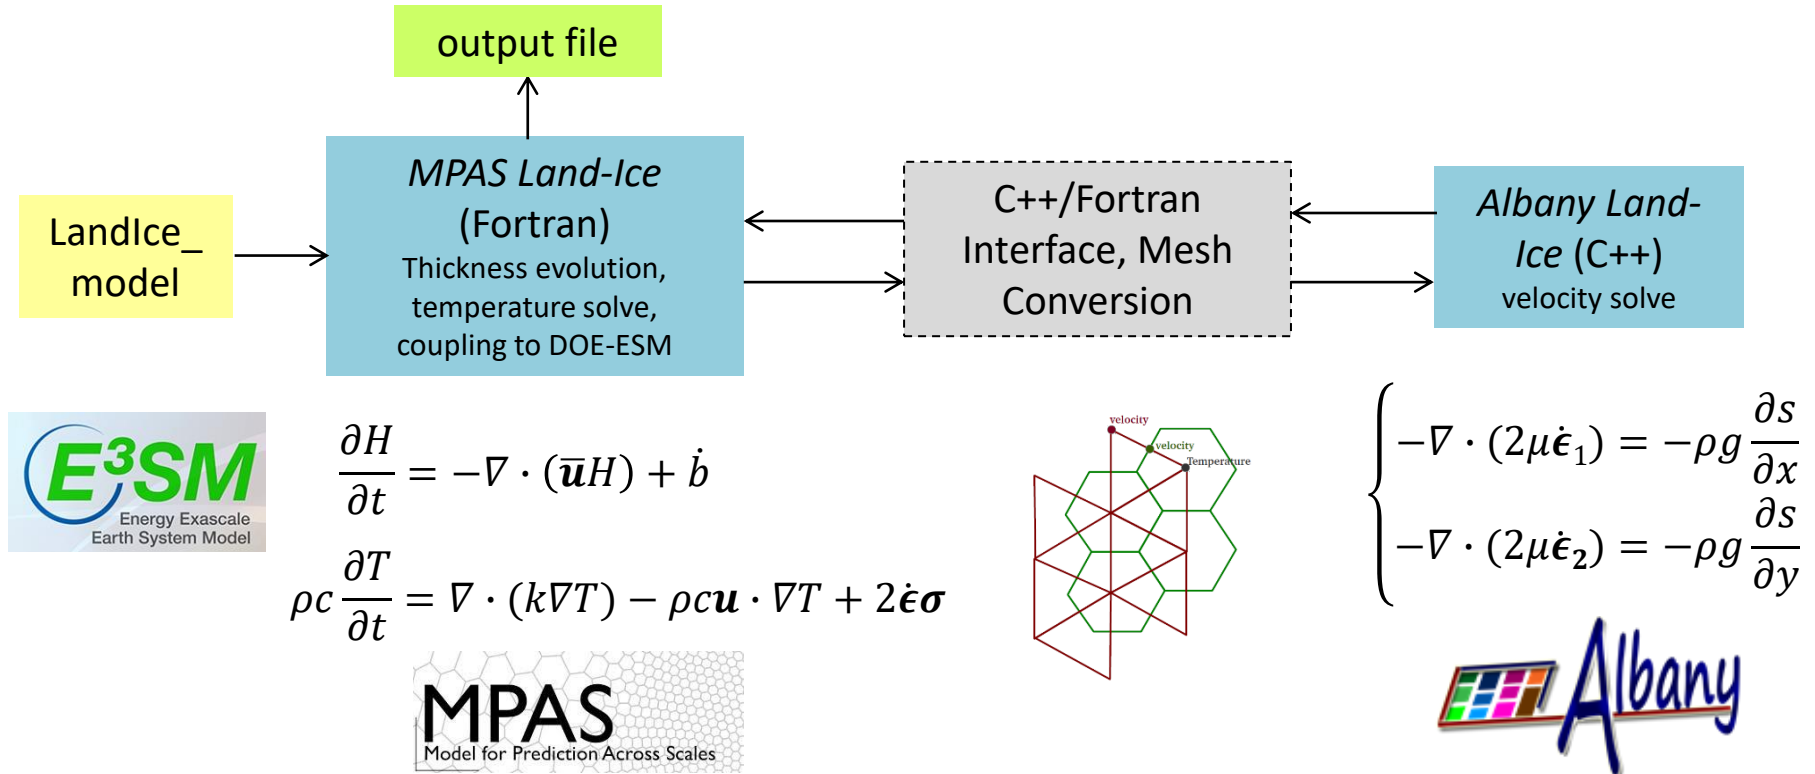 output file
LandIce_
model
MPAS Land-Ice
(Fortran)
Thickness evolution,
temperature solve,
coupling to DOE-ESM
C++/Fortran
Interface, Mesh
Conversion
Albany Land-
Ice (C++)
velocity solve
E³SM
Energy Exascale
Earth System Model
∂H/∂t = −∇ · (u̅H) + ḃ
ρc ∂T/∂t = ∇ · (k∇T) − ρcu · ∇T + 2ϵ̇σ
MPAS
Model for Prediction Across Scales
velocity
velocity
Temperature
−∇ · (2μϵ̇₁) = −ρg ∂s/∂x
−∇ · (2μϵ̇₂) = −ρg ∂s/∂y
Albany